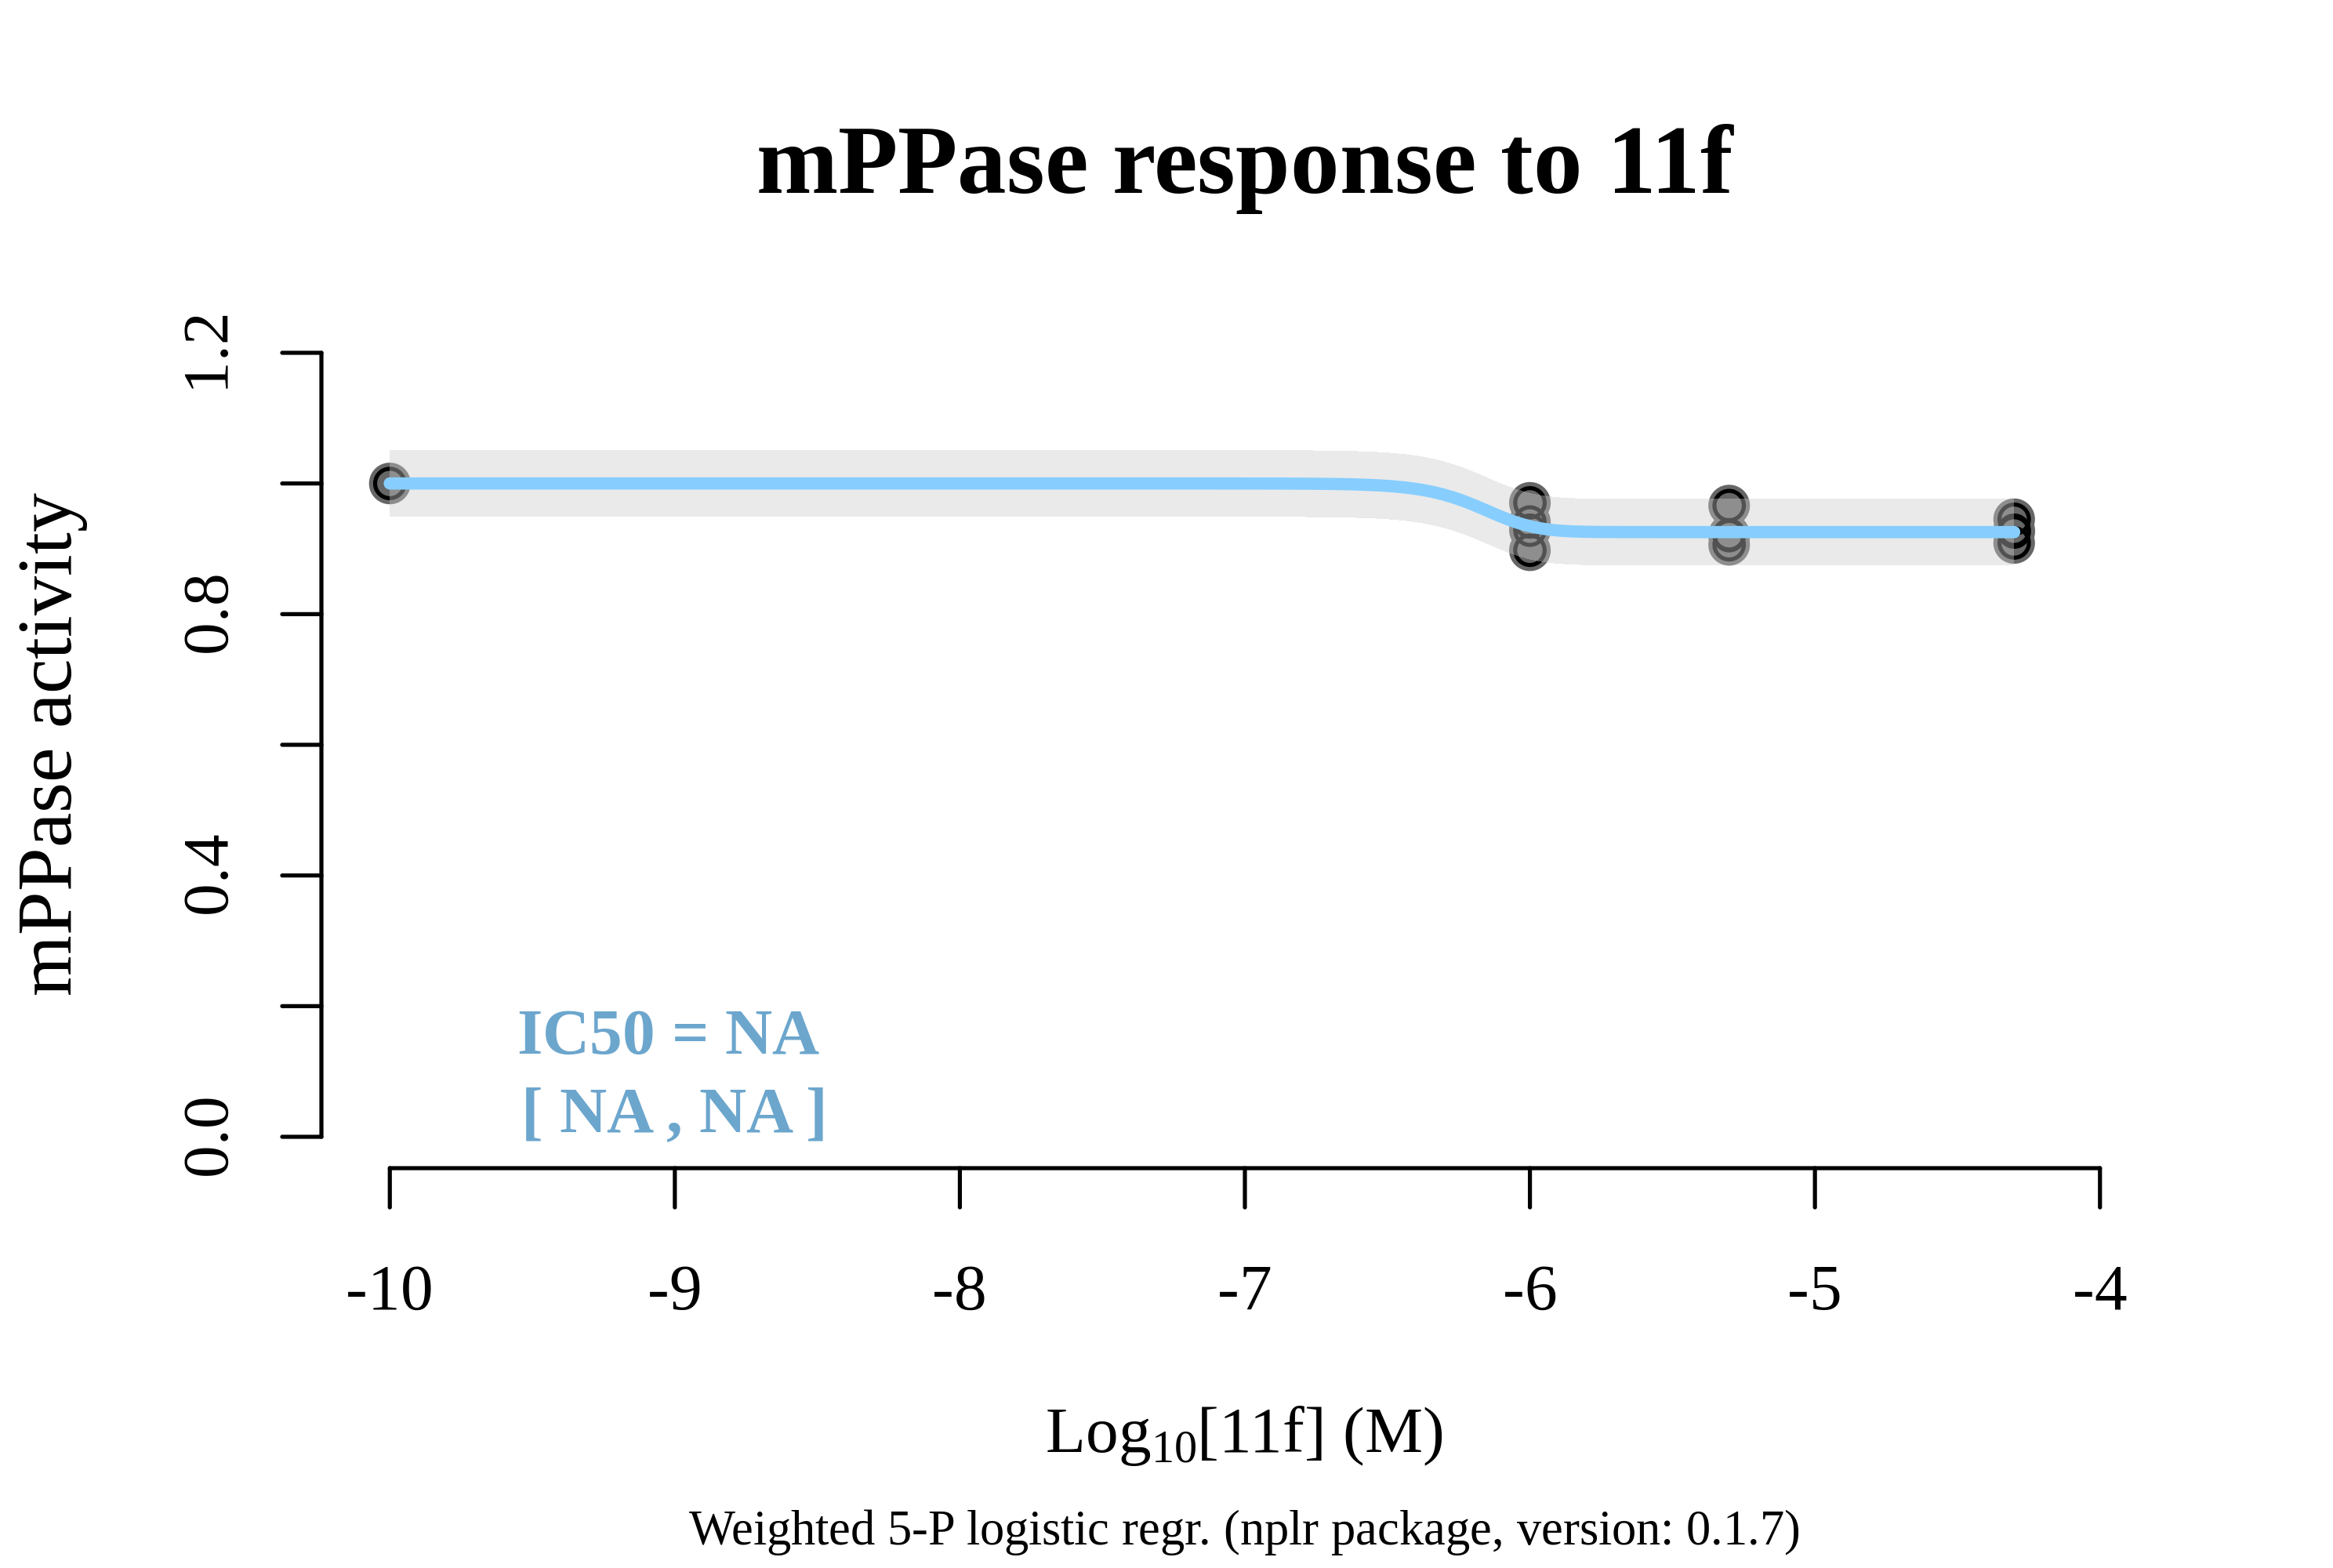 mPPase response to 11f
mPPase activity
1.2
0.8
0.4
0.0
IC50 = NA
[ NA , NA ]
-10 -9 -8 -7 -6 -5 -4
Log10[11f] (M)
Weighted 5-P logistic regr. (nplr package, version: 0.1.7)